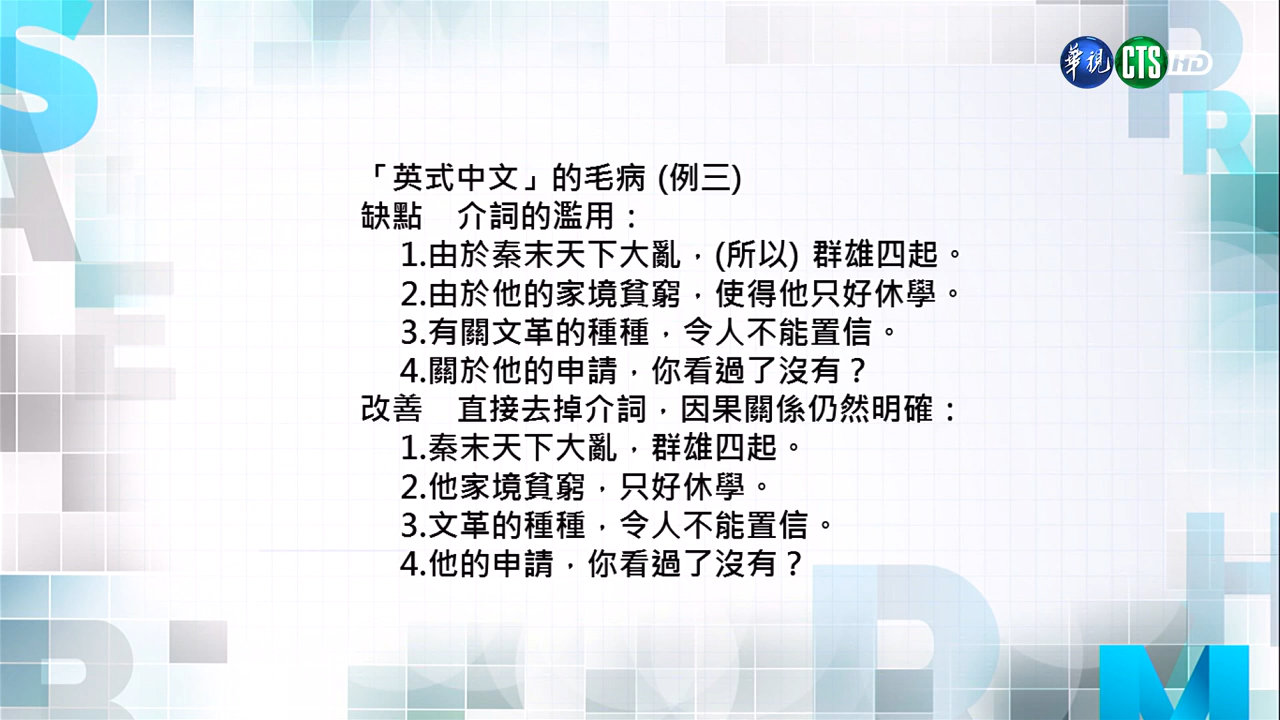 華視 CTS HD
「英式中文」的毛病 (例三)
缺點　介詞的濫用：
1.由於秦末天下大亂，(所以) 群雄四起。
2.由於他的家境貧窮，使得他只好休學。
3.有關文革的種種，令人不能置信。
4.關於他的申請，你看過了沒有？
改善　直接去掉介詞，因果關係仍然明確：
1.秦末天下大亂，群雄四起。
2.他家境貧窮，只好休學。
3.文革的種種，令人不能置信。
4.他的申請，你看過了沒有？